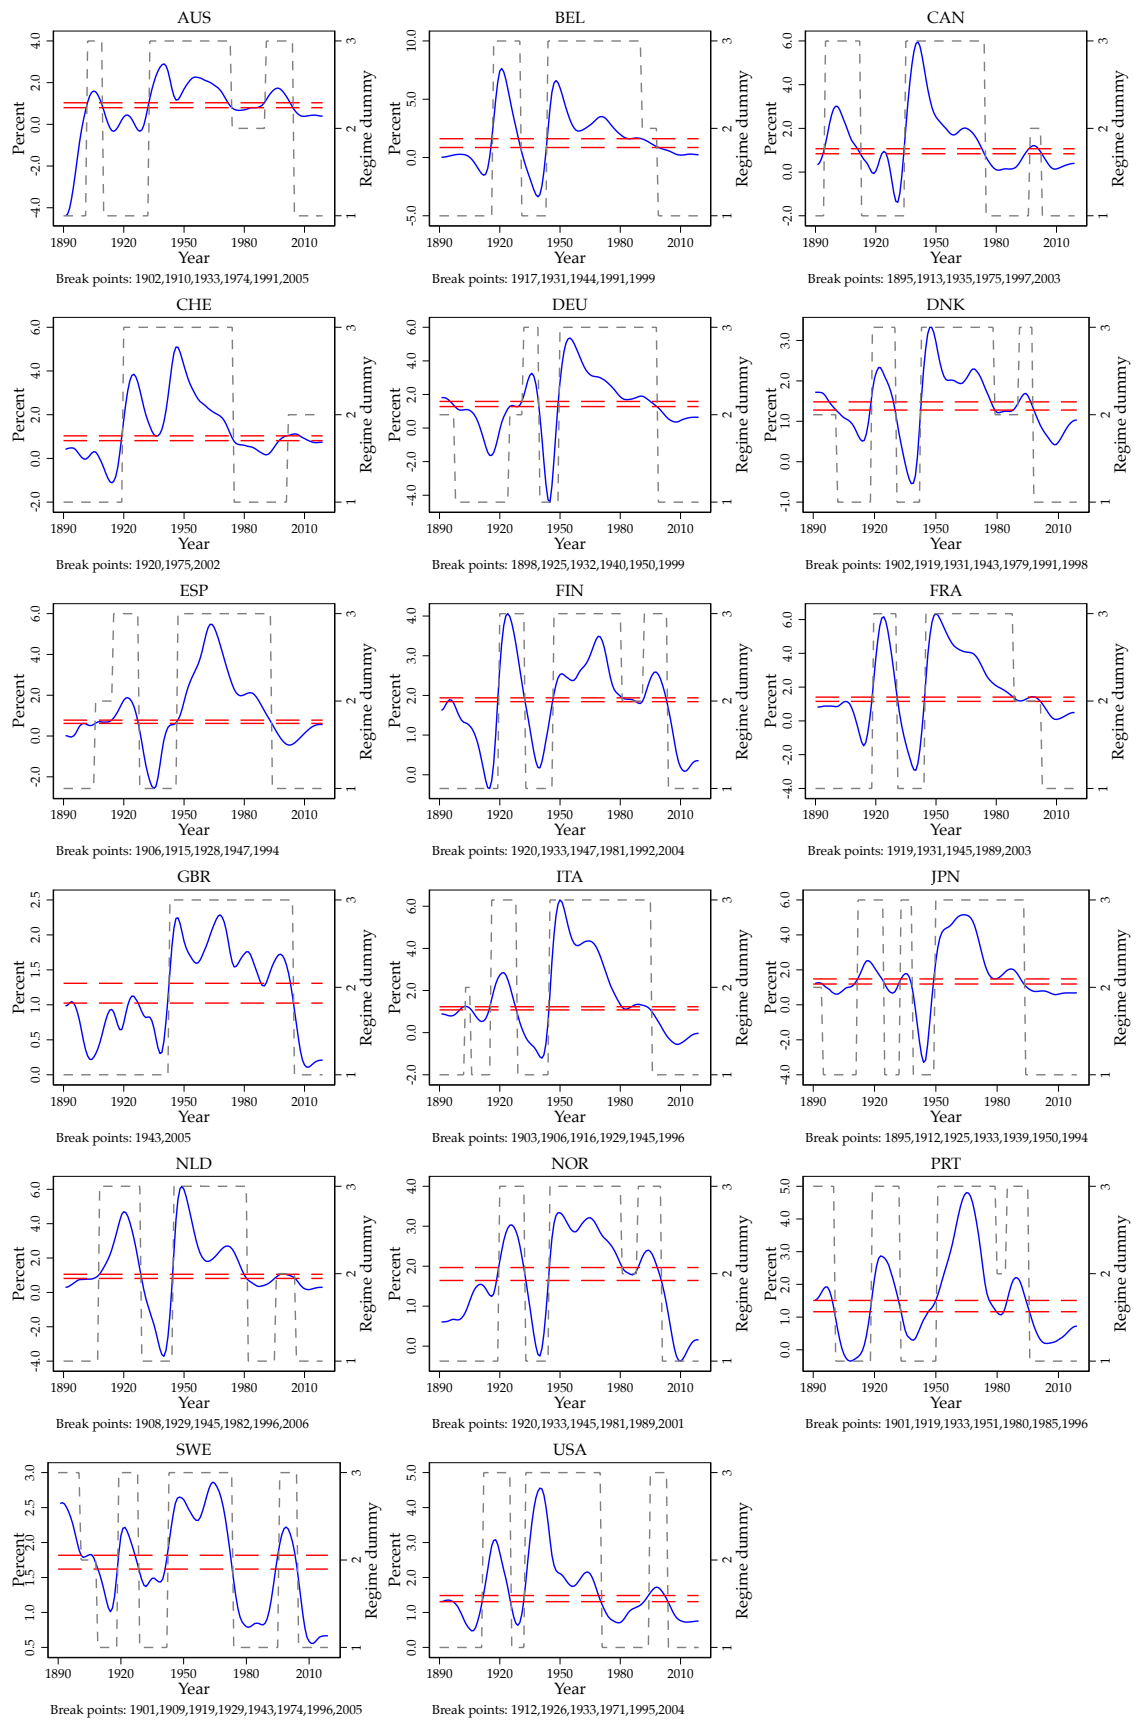 AUS
Percent
-4.0 -2.0 0.0 2.0 4.0
Regime dummy
1 2 3
1890 1920 1950 1980 2010
Year
Break points: 1902,1910,1933,1974,1991,2005
BEL
Percent
-5.0 0.0 5.0 10.0
Regime dummy
1 2 3
1890 1920 1950 1980 2010
Year
Break points: 1917,1931,1944,1991,1999
CAN
Percent
-2.0 0.0 2.0 4.0 6.0
Regime dummy
1 2 3
1890 1920 1950 1980 2010
Year
Break points: 1895,1913,1935,1975,1997,2003
CHE
Percent
-2.0 0.0 2.0 4.0 6.0
Regime dummy
1 2 3
1890 1920 1950 1980 2010
Year
Break points: 1920,1975,2002
DEU
Percent
-4.0 -2.0 0.0 2.0 4.0 6.0
Regime dummy
1 2 3
1890 1920 1950 1980 2010
Year
Break points: 1898,1925,1932,1940,1950,1999
DNK
Percent
-1.0 0.0 1.0 2.0 3.0
Regime dummy
1 2 3
1890 1920 1950 1980 2010
Year
Break points: 1902,1919,1931,1943,1979,1991,1998
ESP
Percent
-2.0 0.0 2.0 4.0 6.0
Regime dummy
1 2 3
1890 1920 1950 1980 2010
Year
Break points: 1906,1915,1928,1947,1994
FIN
Percent
0.0 1.0 2.0 3.0 4.0
Regime dummy
1 2 3
1890 1920 1950 1980 2010
Year
Break points: 1920,1933,1947,1981,1992,2004
FRA
Percent
-4.0 -2.0 0.0 2.0 4.0 6.0
Regime dummy
1 2 3
1890 1920 1950 1980 2010
Year
Break points: 1919,1931,1945,1989,2003
GBR
Percent
0.0 0.5 1.0 1.5 2.0 2.5
Regime dummy
1 2 3
1890 1920 1950 1980 2010
Year
Break points: 1943,2005
ITA
Percent
-2.0 0.0 2.0 4.0 6.0
Regime dummy
1 2 3
1890 1920 1950 1980 2010
Year
Break points: 1903,1906,1916,1929,1945,1996
JPN
Percent
-4.0 -2.0 0.0 2.0 4.0 6.0
Regime dummy
1 2 3
1890 1920 1950 1980 2010
Year
Break points: 1895,1912,1925,1933,1939,1950,1994
NLD
Percent
-4.0 -2.0 0.0 2.0 4.0 6.0
Regime dummy
1 2 3
1890 1920 1950 1980 2010
Year
Break points: 1908,1929,1945,1982,1996,2006
NOR
Percent
0.0 1.0 2.0 3.0 4.0
Regime dummy
1 2 3
1890 1920 1950 1980 2010
Year
Break points: 1920,1933,1945,1981,1989,2001
PRT
Percent
0.0 1.0 2.0 3.0 4.0 5.0
Regime dummy
1 2 3
1890 1920 1950 1980 2010
Year
Break points: 1901,1919,1933,1951,1980,1985,1996
SWE
Percent
0.5 1.0 1.5 2.0 2.5 3.0
Regime dummy
1 2 3
1890 1920 1950 1980 2010
Year
Break points: 1901,1909,1919,1929,1943,1974,1996,2005
USA
Percent
0.0 1.0 2.0 3.0 4.0 5.0
Regime dummy
1 2 3
1890 1920 1950 1980 2010
Year
Break points: 1912,1926,1933,1971,1995,2004